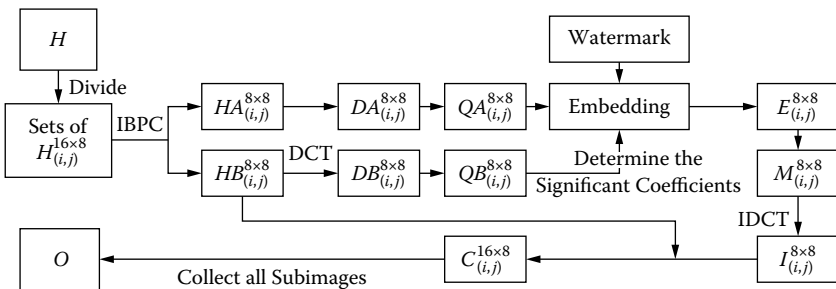 H
Watermark
Divide
Sets of
H^{16×8}_{(i,j)}
IBPC
HA^{8×8}_{(i,j)}
DA^{8×8}_{(i,j)}
QA^{8×8}_{(i,j)}
Embedding
E^{8×8}_{(i,j)}
HB^{8×8}_{(i,j)}
DCT
DB^{8×8}_{(i,j)}
QB^{8×8}_{(i,j)}
Determine the
Significant Coefficients
M^{8×8}_{(i,j)}
IDCT
O
Collect all Subimages
C^{16×8}_{(i,j)}
I^{8×8}_{(i,j)}